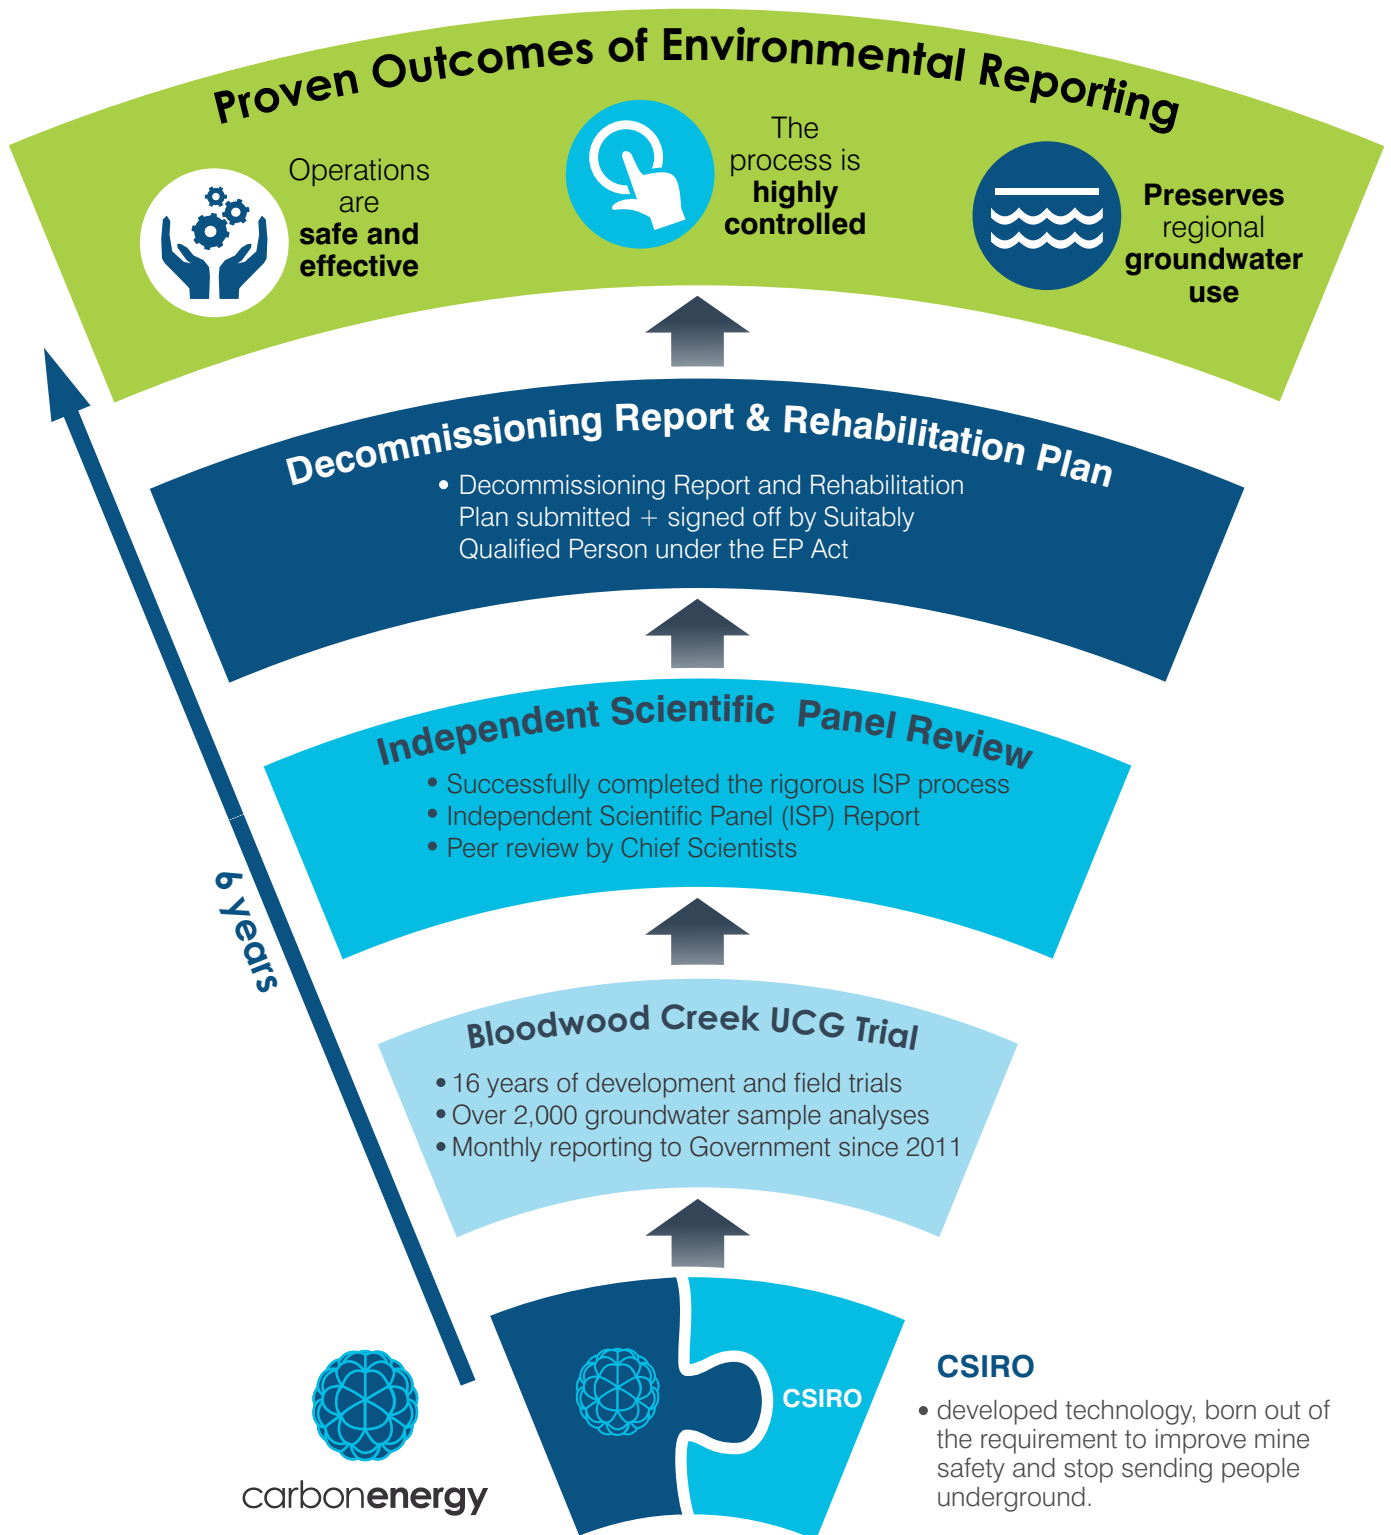 Proven Outcomes of Environmental Reporting
Operations
are
safe and
effective
The
process is
highly
controlled
Preserves
regional
groundwater
use
Decommissioning Report & Rehabilitation Plan
• Decommissioning Report and Rehabilitation
Plan submitted + signed off by Suitably
Qualified Person under the EP Act
Independent Scientific Panel Review
• Successfully completed the rigorous ISP process
• Independent Scientific Panel (ISP) Report
• Peer review by Chief Scientists
6 years
Bloodwood Creek UCG Trial
• 16 years of development and field trials
• Over 2,000 groundwater sample analyses
• Monthly reporting to Government since 2011
CSIRO
carbonenergy
CSIRO
• developed technology, born out of
the requirement to improve mine
safety and stop sending people
underground.